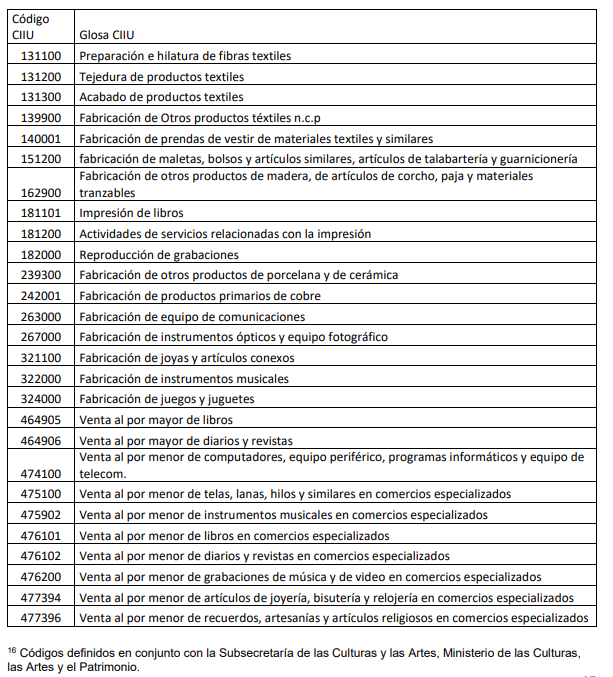 Código
CIIU Glosa CIIU
131100 Preparación e hilatura de fibras textiles
131200 Tejedura de productos textiles
131300 Acabado de productos textiles
139900 Fabricación de Otros productos téxtiles n.c.p
140001 Fabricación de prendas de vestir de materiales textiles y similares
151200 fabricación de maletas, bolsos y artículos similares, artículos de talabartería y guarnicionería
Fabricación de otros productos de madera, de artículos de corcho, paja y materiales
162900 tranzables
181101 Impresión de libros
181200 Actividades de servicios relacionadas con la impresión
182000 Reproducción de grabaciones
239300 Fabricación de otros productos de porcelana y de cerámica
242001 Fabricación de productos primarios de cobre
263000 Fabricación de equipo de comunicaciones
267000 Fabricación de instrumentos ópticos y equipo fotográfico
321100 Fabricación de joyas y artículos conexos
322000 Fabricación de instrumentos musicales
324000 Fabricación de juegos y juguetes
464905 Venta al por mayor de libros
464906 Venta al por mayor de diarios y revistas
Venta al por menor de computadores, equipo periférico, programas informáticos y equipo de
474100 telecom.
475100 Venta al por menor de telas, lanas, hilos y similares en comercios especializados
475902 Venta al por menor de instrumentos musicales en comercios especializados
476101 Venta al por menor de libros en comercios especializados
476102 Venta al por menor de diarios y revistas en comercios especializados
476200 Venta al por menor de grabaciones de música y de video en comercios especializados
477394 Venta al por menor de artículos de joyería, bisutería y relojería en comercios especializados
477396 Venta al por menor de recuerdos, artesanías y artículos religiosos en comercios especializados
16 Códigos definidos en conjunto con la Subsecretaría de las Culturas y las Artes, Ministerio de las Culturas,
las Artes y el Patrimonio.